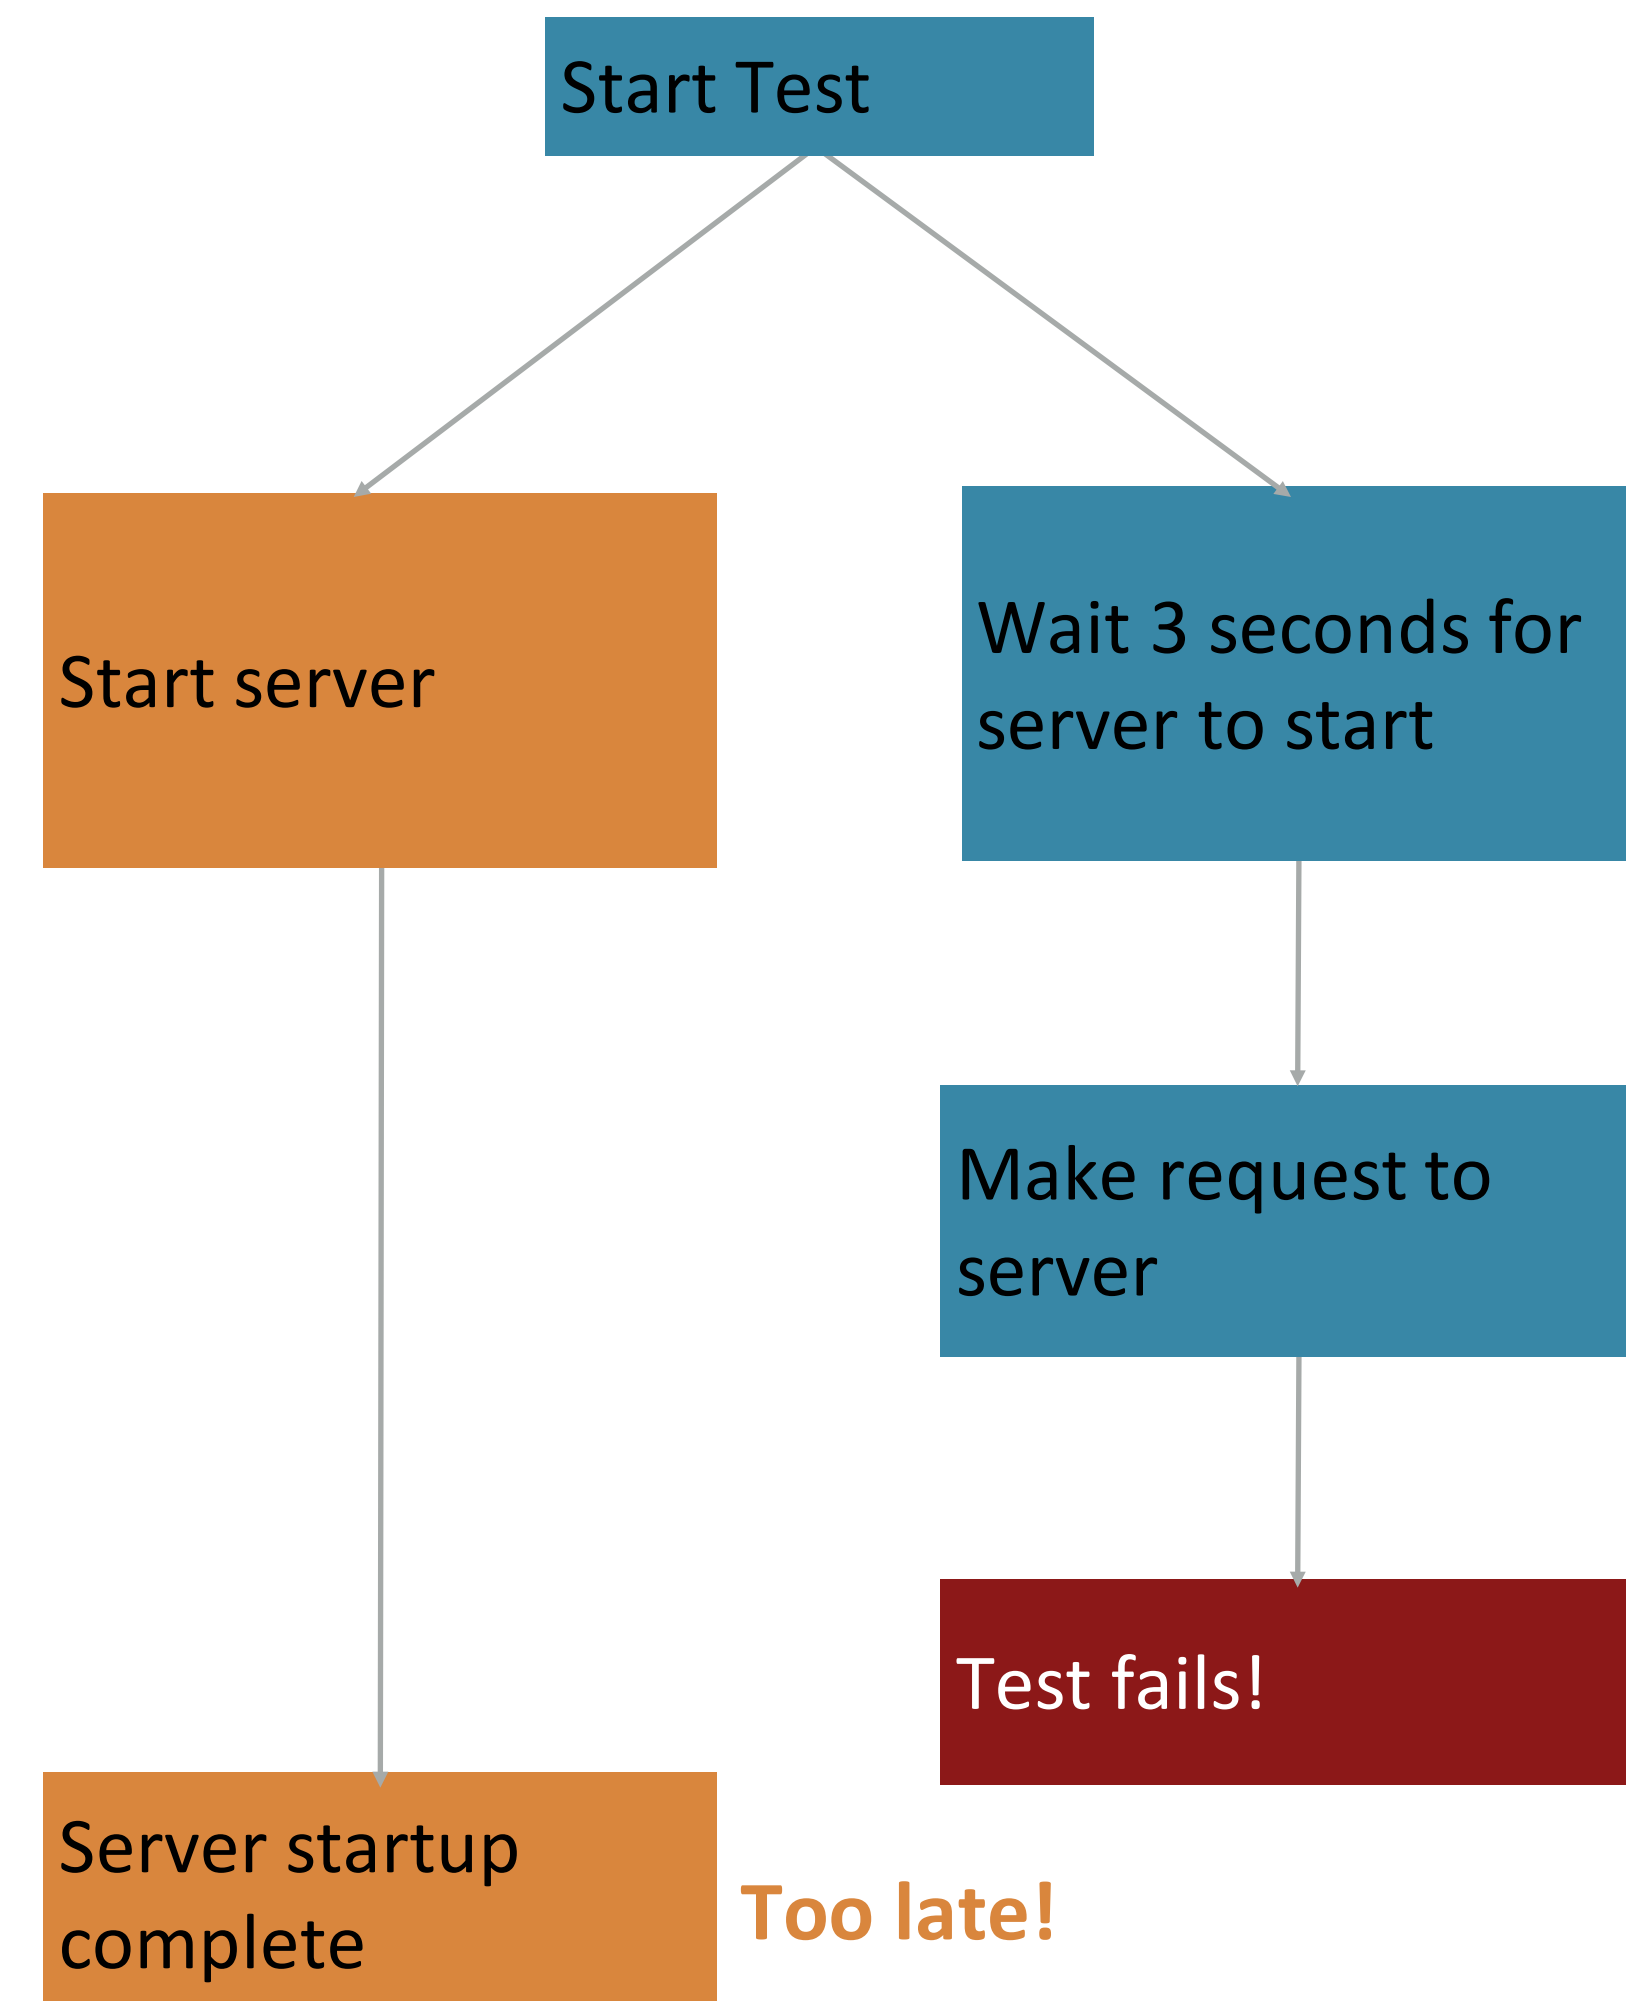 Start Test
Start server
Wait 3 seconds for
server to start
Make request to
server
Test fails!
Server startup
complete
Too late!